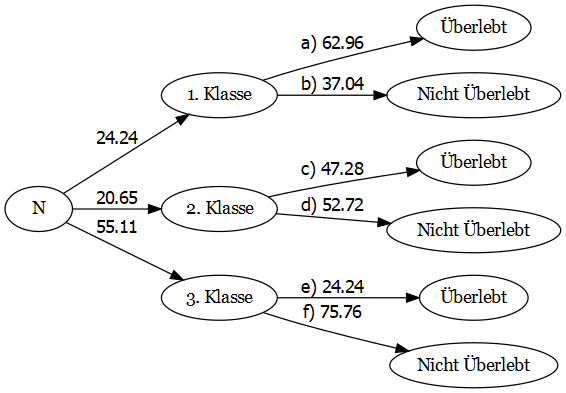 a) 62.96
Überlebt
1. Klasse
b) 37.04
Nicht Überlebt
24.24
c) 47.28
Überlebt
N
20.65
2. Klasse
d) 52.72
Nicht Überlebt
55.11
3. Klasse
e) 24.24
Überlebt
f) 75.76
Nicht Überlebt